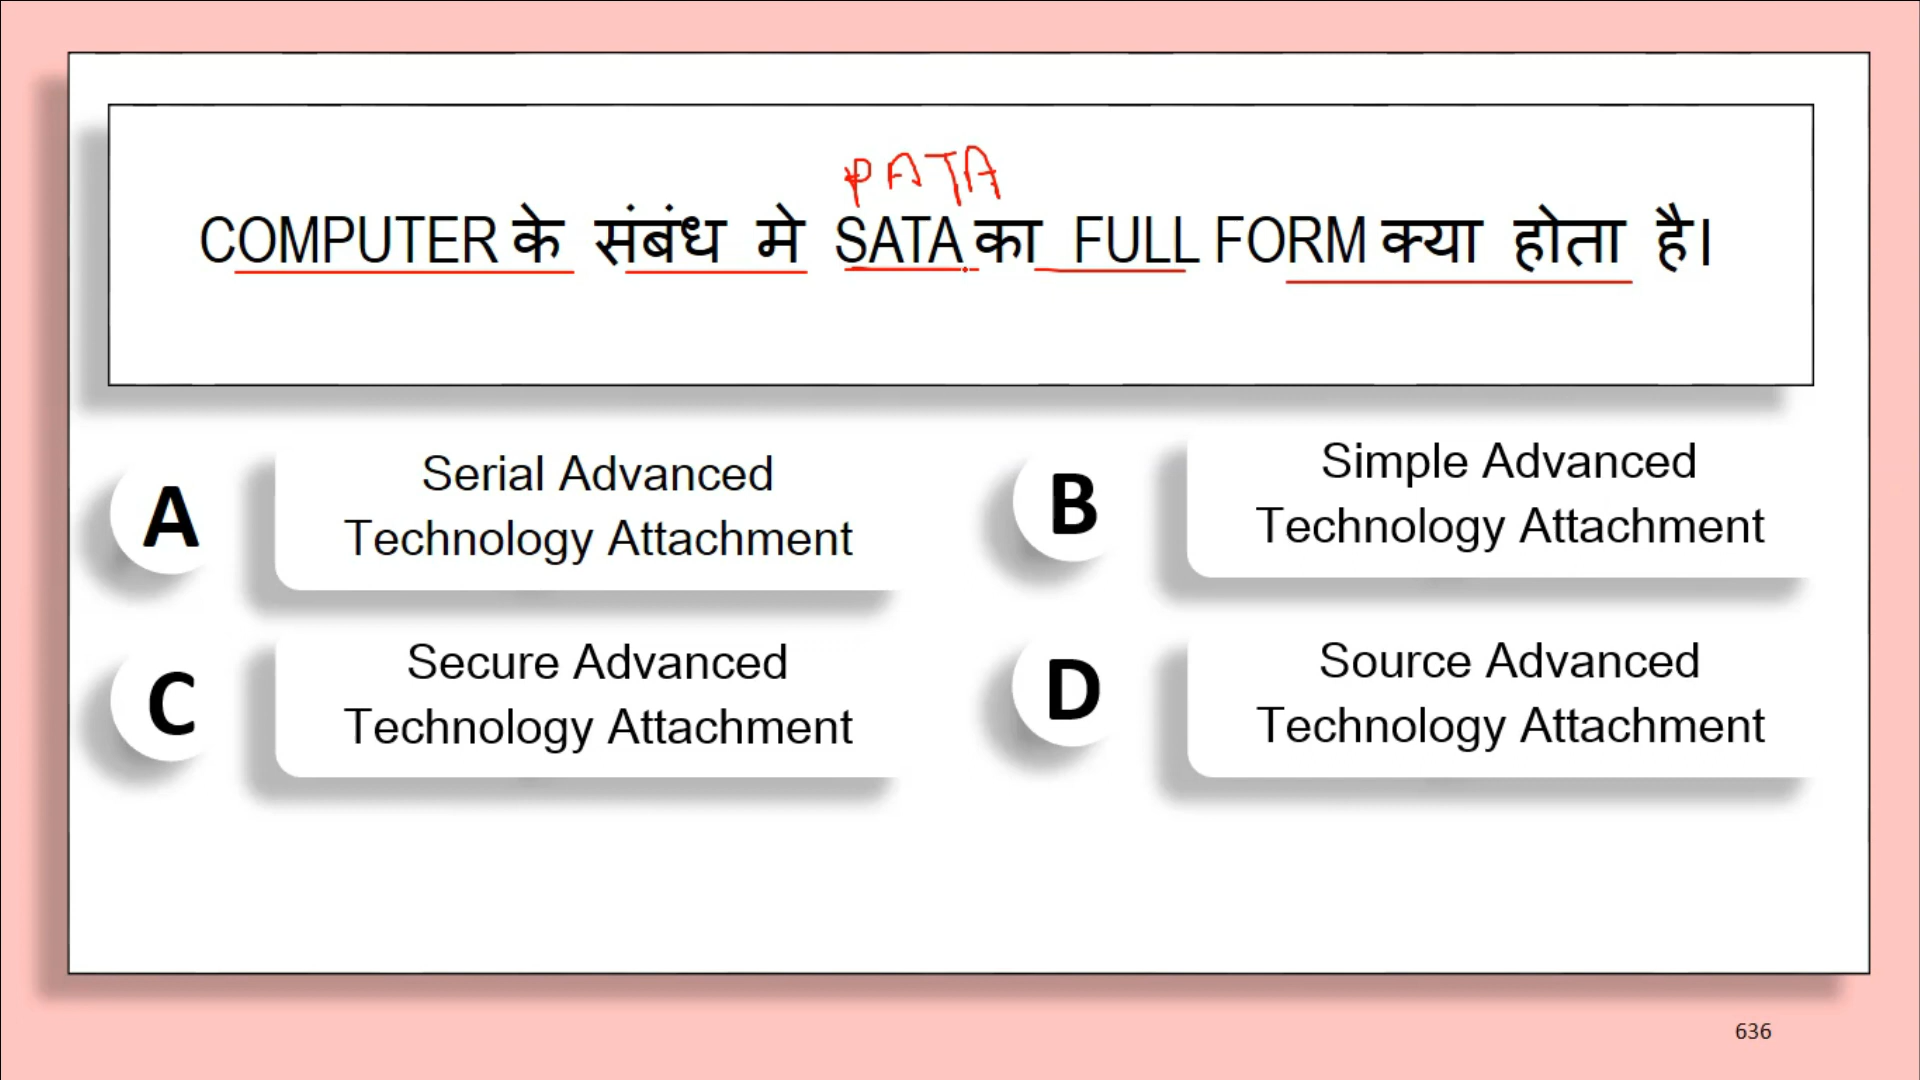 PATA
COMPUTER के संबंध मे SATA का FULL FORM क्या होता है।
A
Serial Advanced
Technology Attachment
B
Simple Advanced
Technology Attachment
C
Secure Advanced
Technology Attachment
D
Source Advanced
Technology Attachment
636